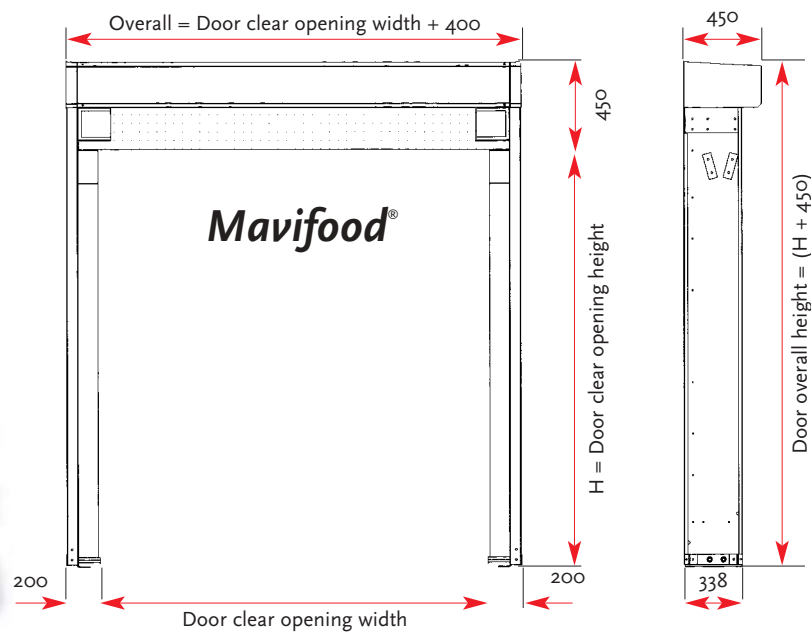 Overall = Door clear opening width + 400
450
450
Mavifood®
H = Door clear opening height
Door overall height = (H + 450)
200
200
338
Door clear opening width